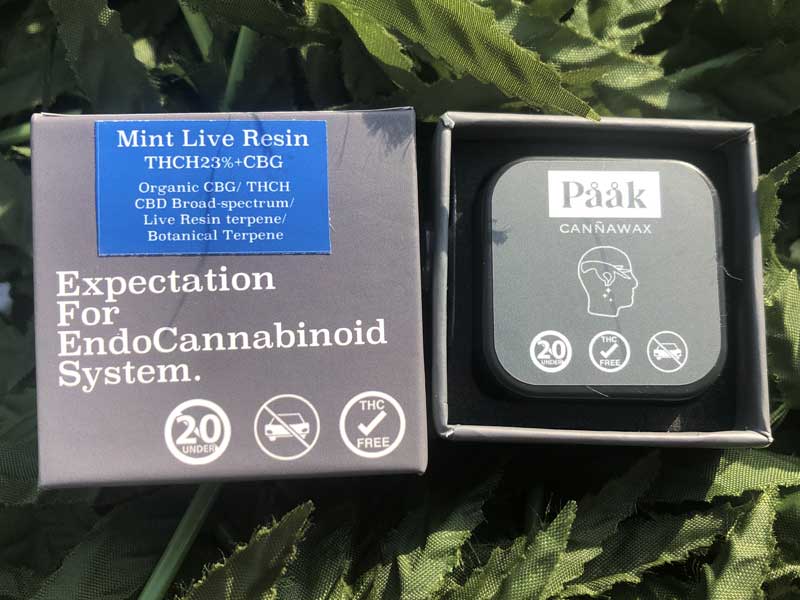 Mint Live Resin
THCH23%+CBG
Organic CBG/ THCH
CBD Broad-spectrum/
Live Resin terpene/
Botanical Terpene
Expectation
For
EndoCannabinoid
System.
20
UNDER
THC
FREE
Pååk
CANÑAWAX
20
UNDER
THC
FREE